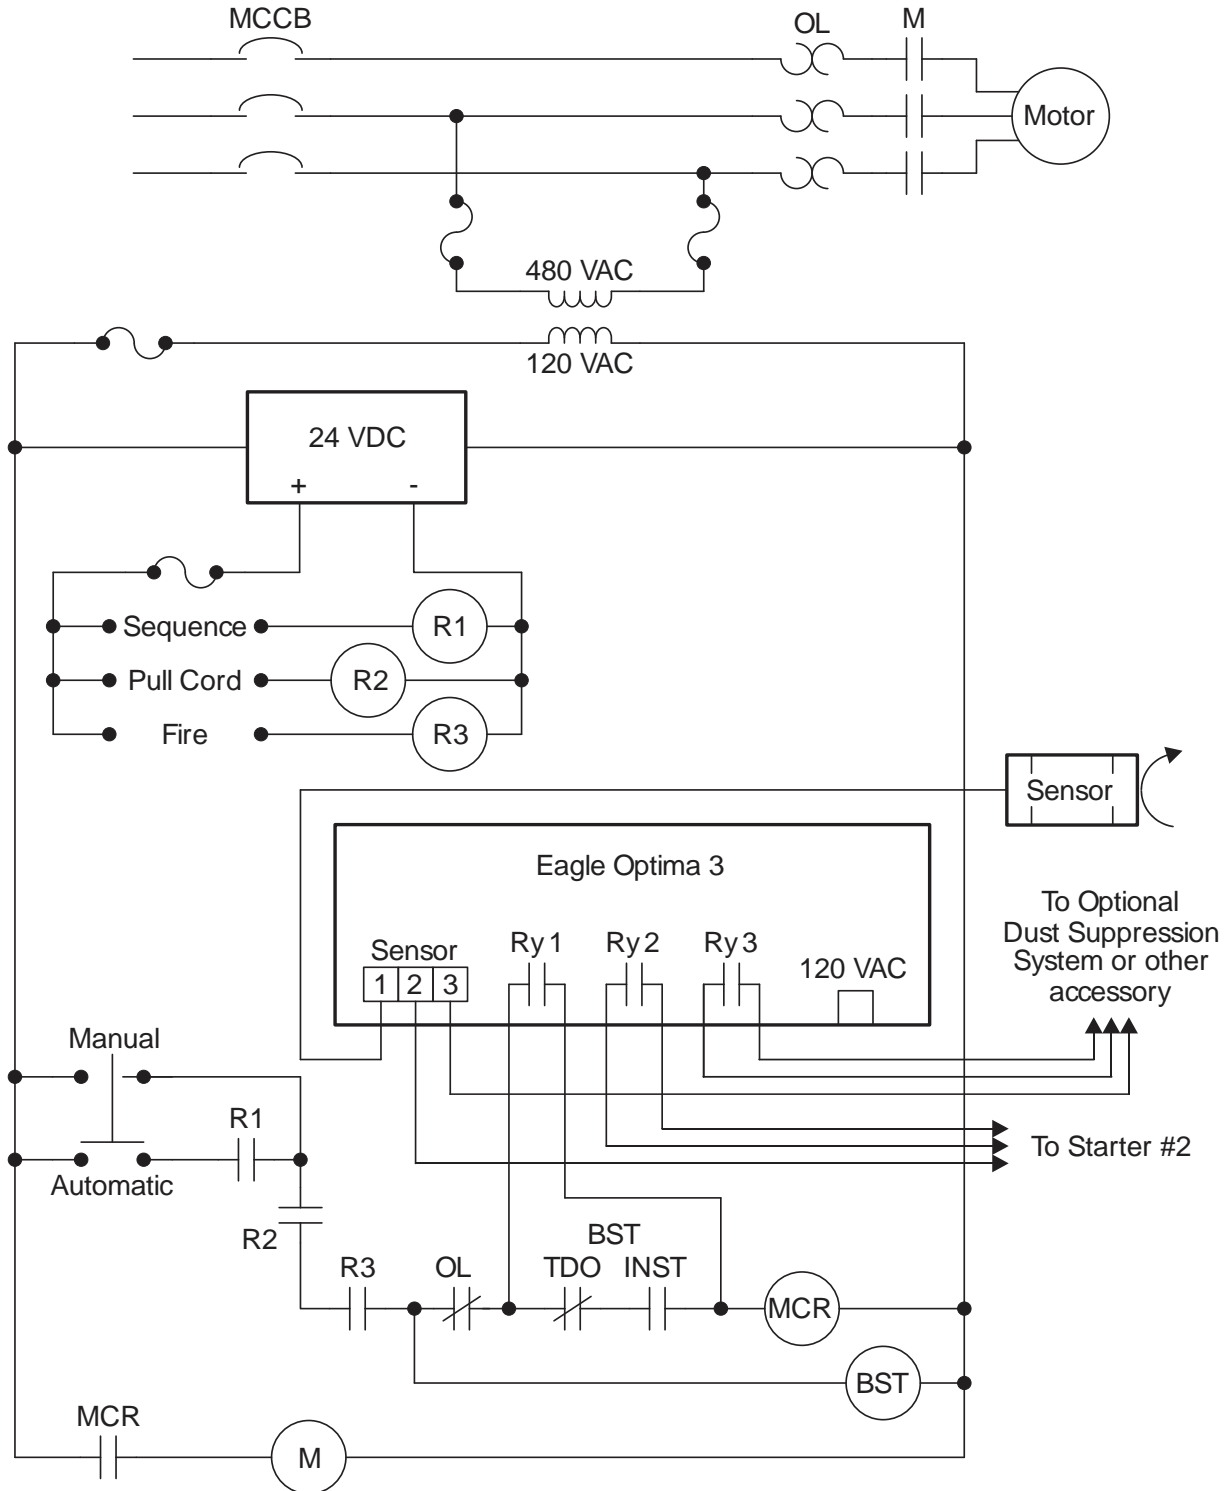 MCCB
OL
M
Motor
480 VAC
120 VAC
24 VDC
+
-
Sequence
R1
Pull Cord
R2
Fire
R3
Sensor
Eagle Optima 3
To Optional
Dust Suppression
System or other
accessory
Sensor
1 2 3
Ry 1
Ry 2
Ry 3
120 VAC
Manual
R1
Automatic
To Starter #2
R2
BST
R3
OL
TDO
INST
MCR
BST
MCR
M